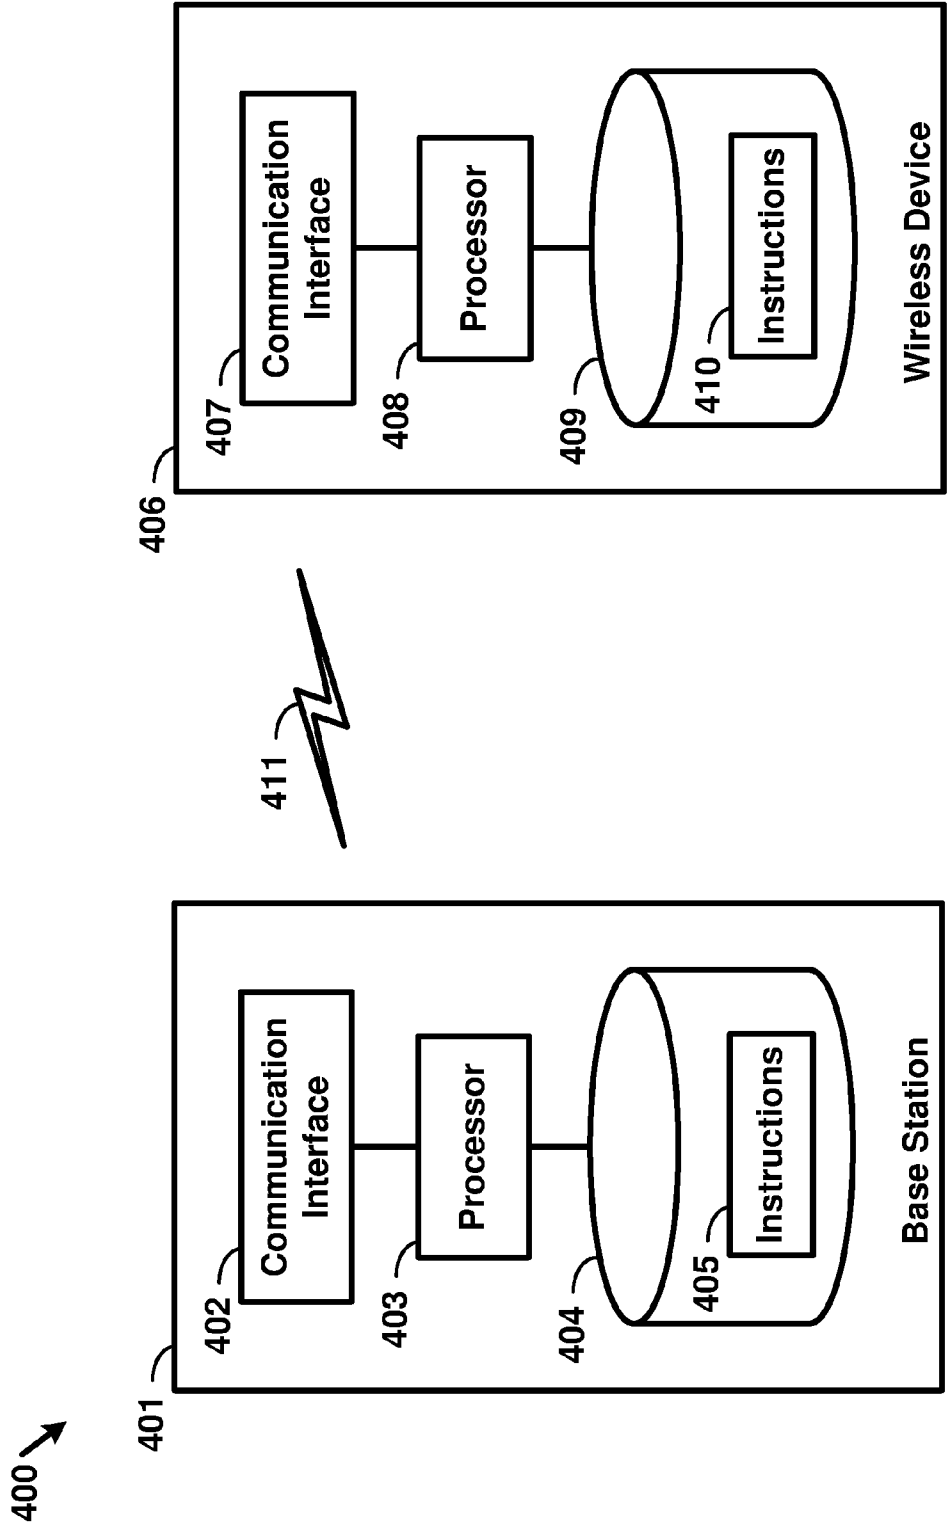 400
401
402
Communication
Interface
403
Processor
404
405
Instructions
Base Station
411
406
407
Communication
Interface
408
Processor
409
410
Instructions
Wireless Device